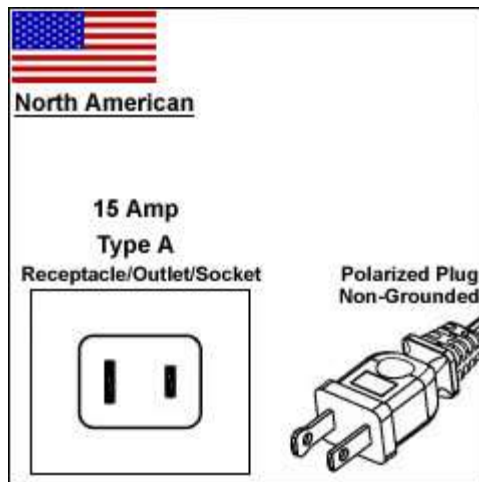 North American
15 Amp
Type A
Receptacle/Outlet/Socket
Polarized Plug
Non-Grounded